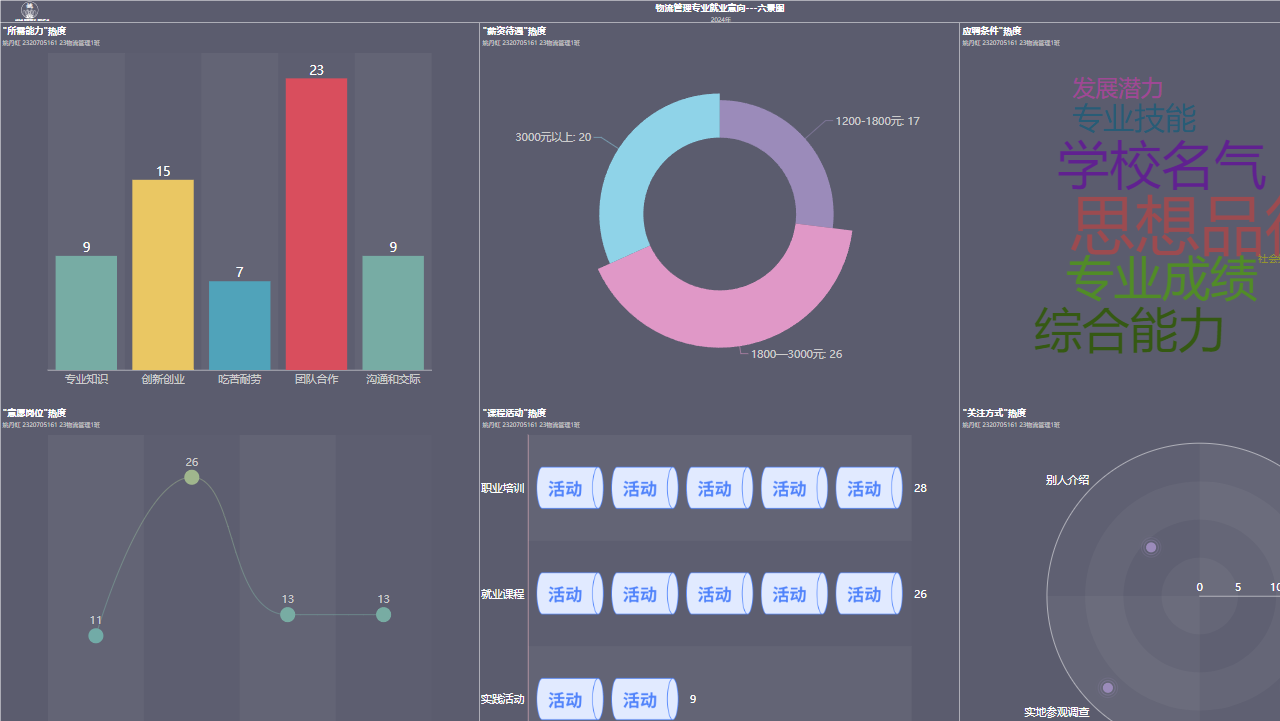 物流管理专业就业意向---六景图
2024年
"所需能力"热度
姚丹红 2320705161 23物流管理1班
9
15
7
23
9
专业知识
创新创业
吃苦耐劳
团队合作
沟通和交际
"薪资待遇"热度
姚丹红 2320705161 23物流管理1班
3000元以上: 20
1200-1800元: 17
1800—3000元: 26
应聘条件"热度
姚丹红 2320705161 23物流管理1班
发展潜力
专业技能
学校名气
思想品
专业成绩
社会
综合能力
"意愿岗位"热度
姚丹红 2320705161 23物流管理1班
11
26
13
13
"课程活动"热度
姚丹红 2320705161 23物流管理1班
职业培训 活动 活动 活动 活动 活动 28
就业课程 活动 活动 活动 活动 活动 26
实践活动 活动 活动 9
"关注方式"热度
姚丹红 2320705161 23物流管理1班
别人介绍
0 5 10
实地参观调查